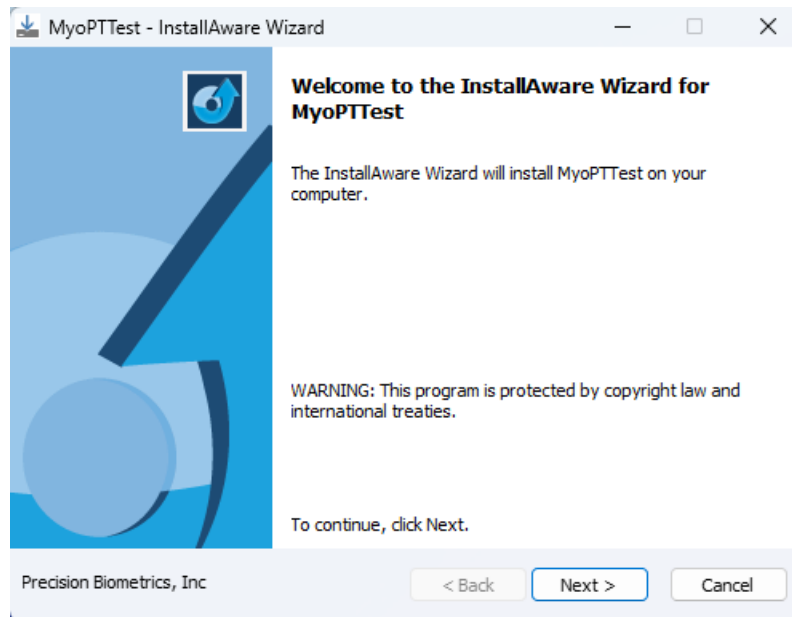 MyoPTTest - InstallAware Wizard
Welcome to the InstallAware Wizard for
MyoPTTest
The InstallAware Wizard will install MyoPTTest on your
computer.
WARNING: This program is protected by copyright law and
international treaties.
To continue, click Next.
Precision Biometrics, Inc
< Back
Next >
Cancel